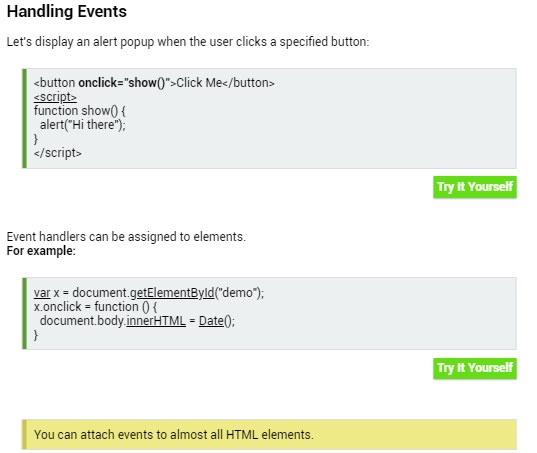 Handling Events
Let's display an alert popup when the user clicks a specified button:
<button onclick="show()">Click Me</button>
<script>
function show() {
  alert("Hi there");
}
</script>
Try It Yourself
Event handlers can be assigned to elements.
For example:
var x = document.getElementById("demo");
x.onclick = function () {
  document.body.innerHTML = Date();
}
Try It Yourself
You can attach events to almost all HTML elements.